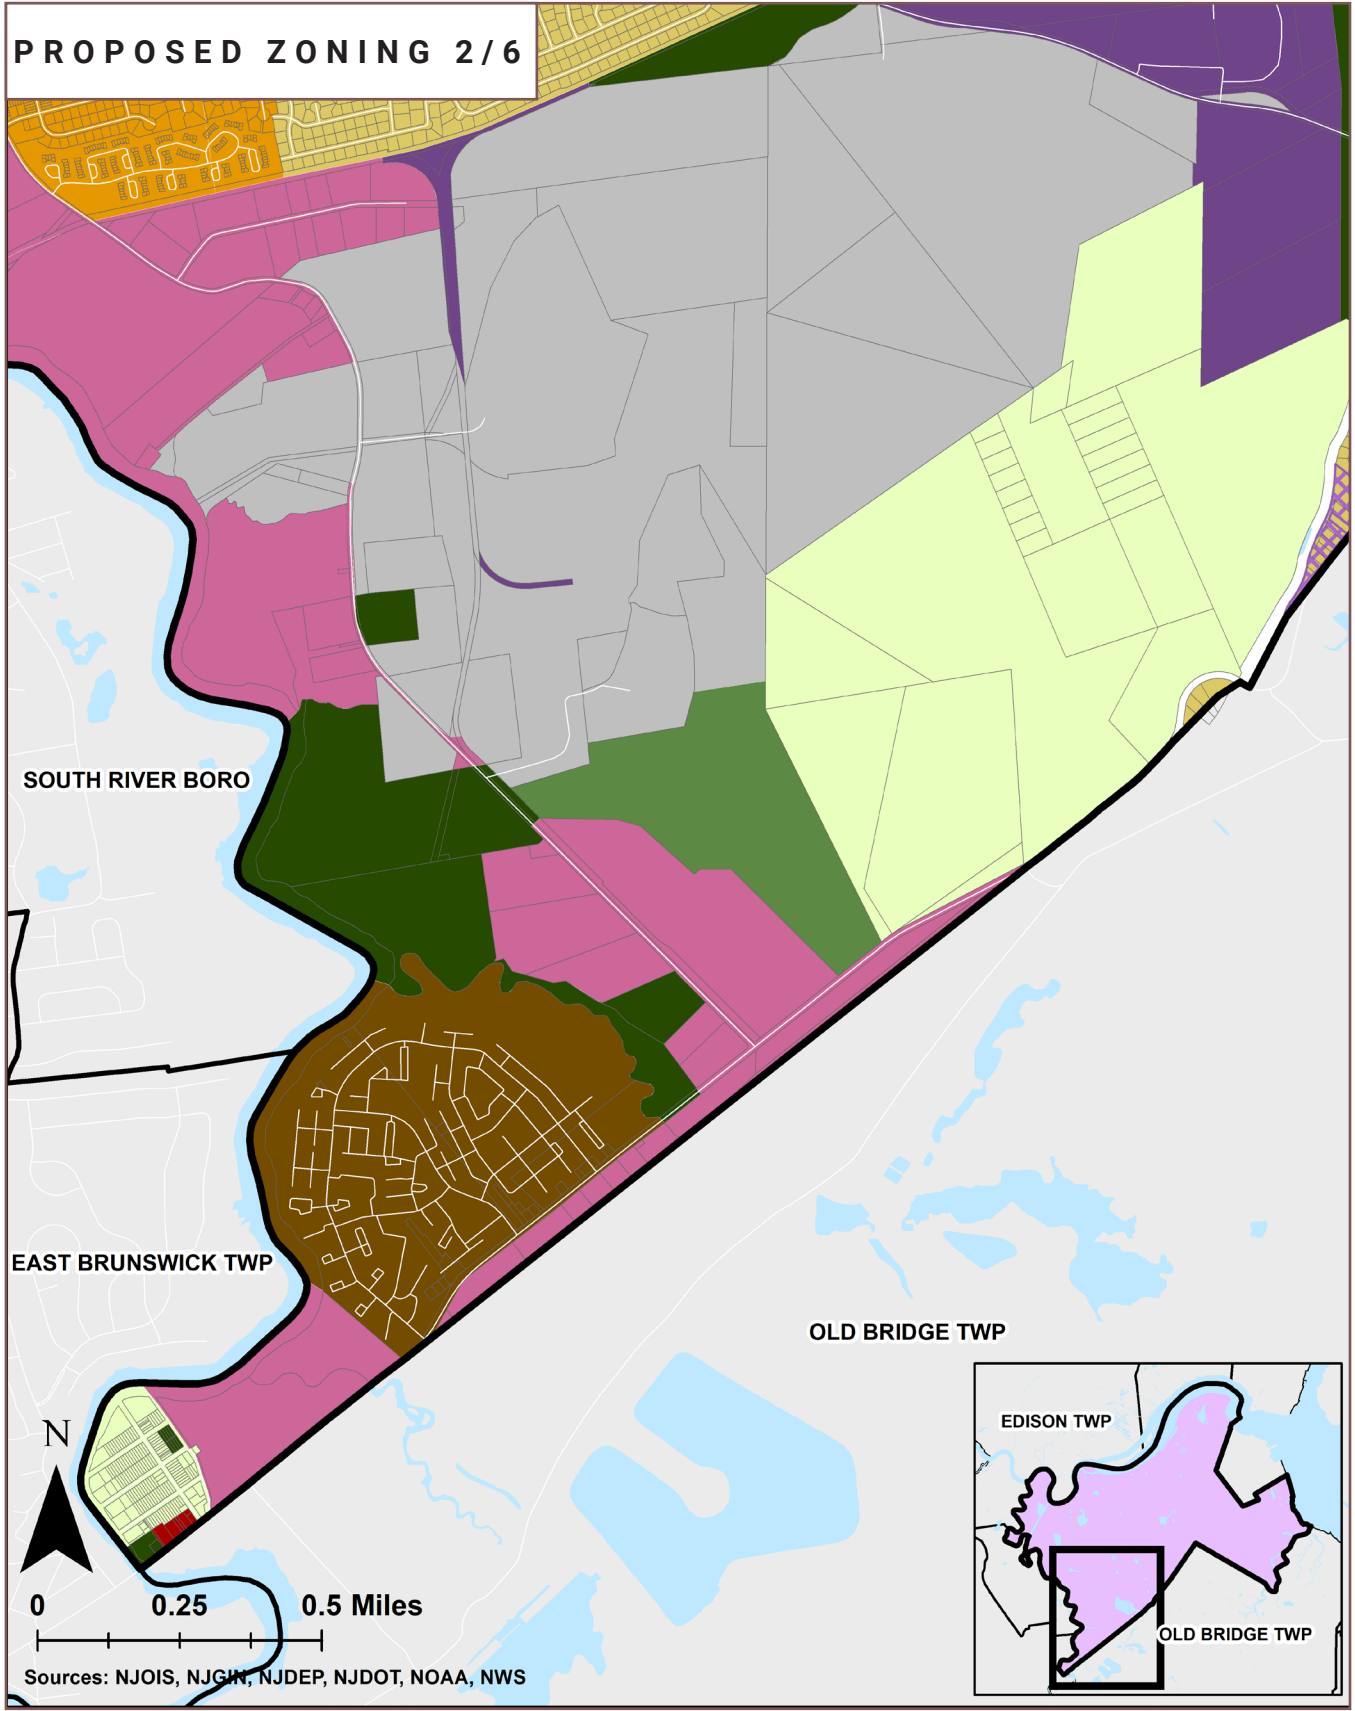 PROPOSED ZONING 2/6
SOUTH RIVER BORO
EAST BRUNSWICK TWP
OLD BRIDGE TWP
EDISON TWP
OLD BRIDGE TWP
N
0 0.25 0.5 Miles
Sources: NJOIS, NJGIN, NJDEP, NJDOT, NOAA, NWS